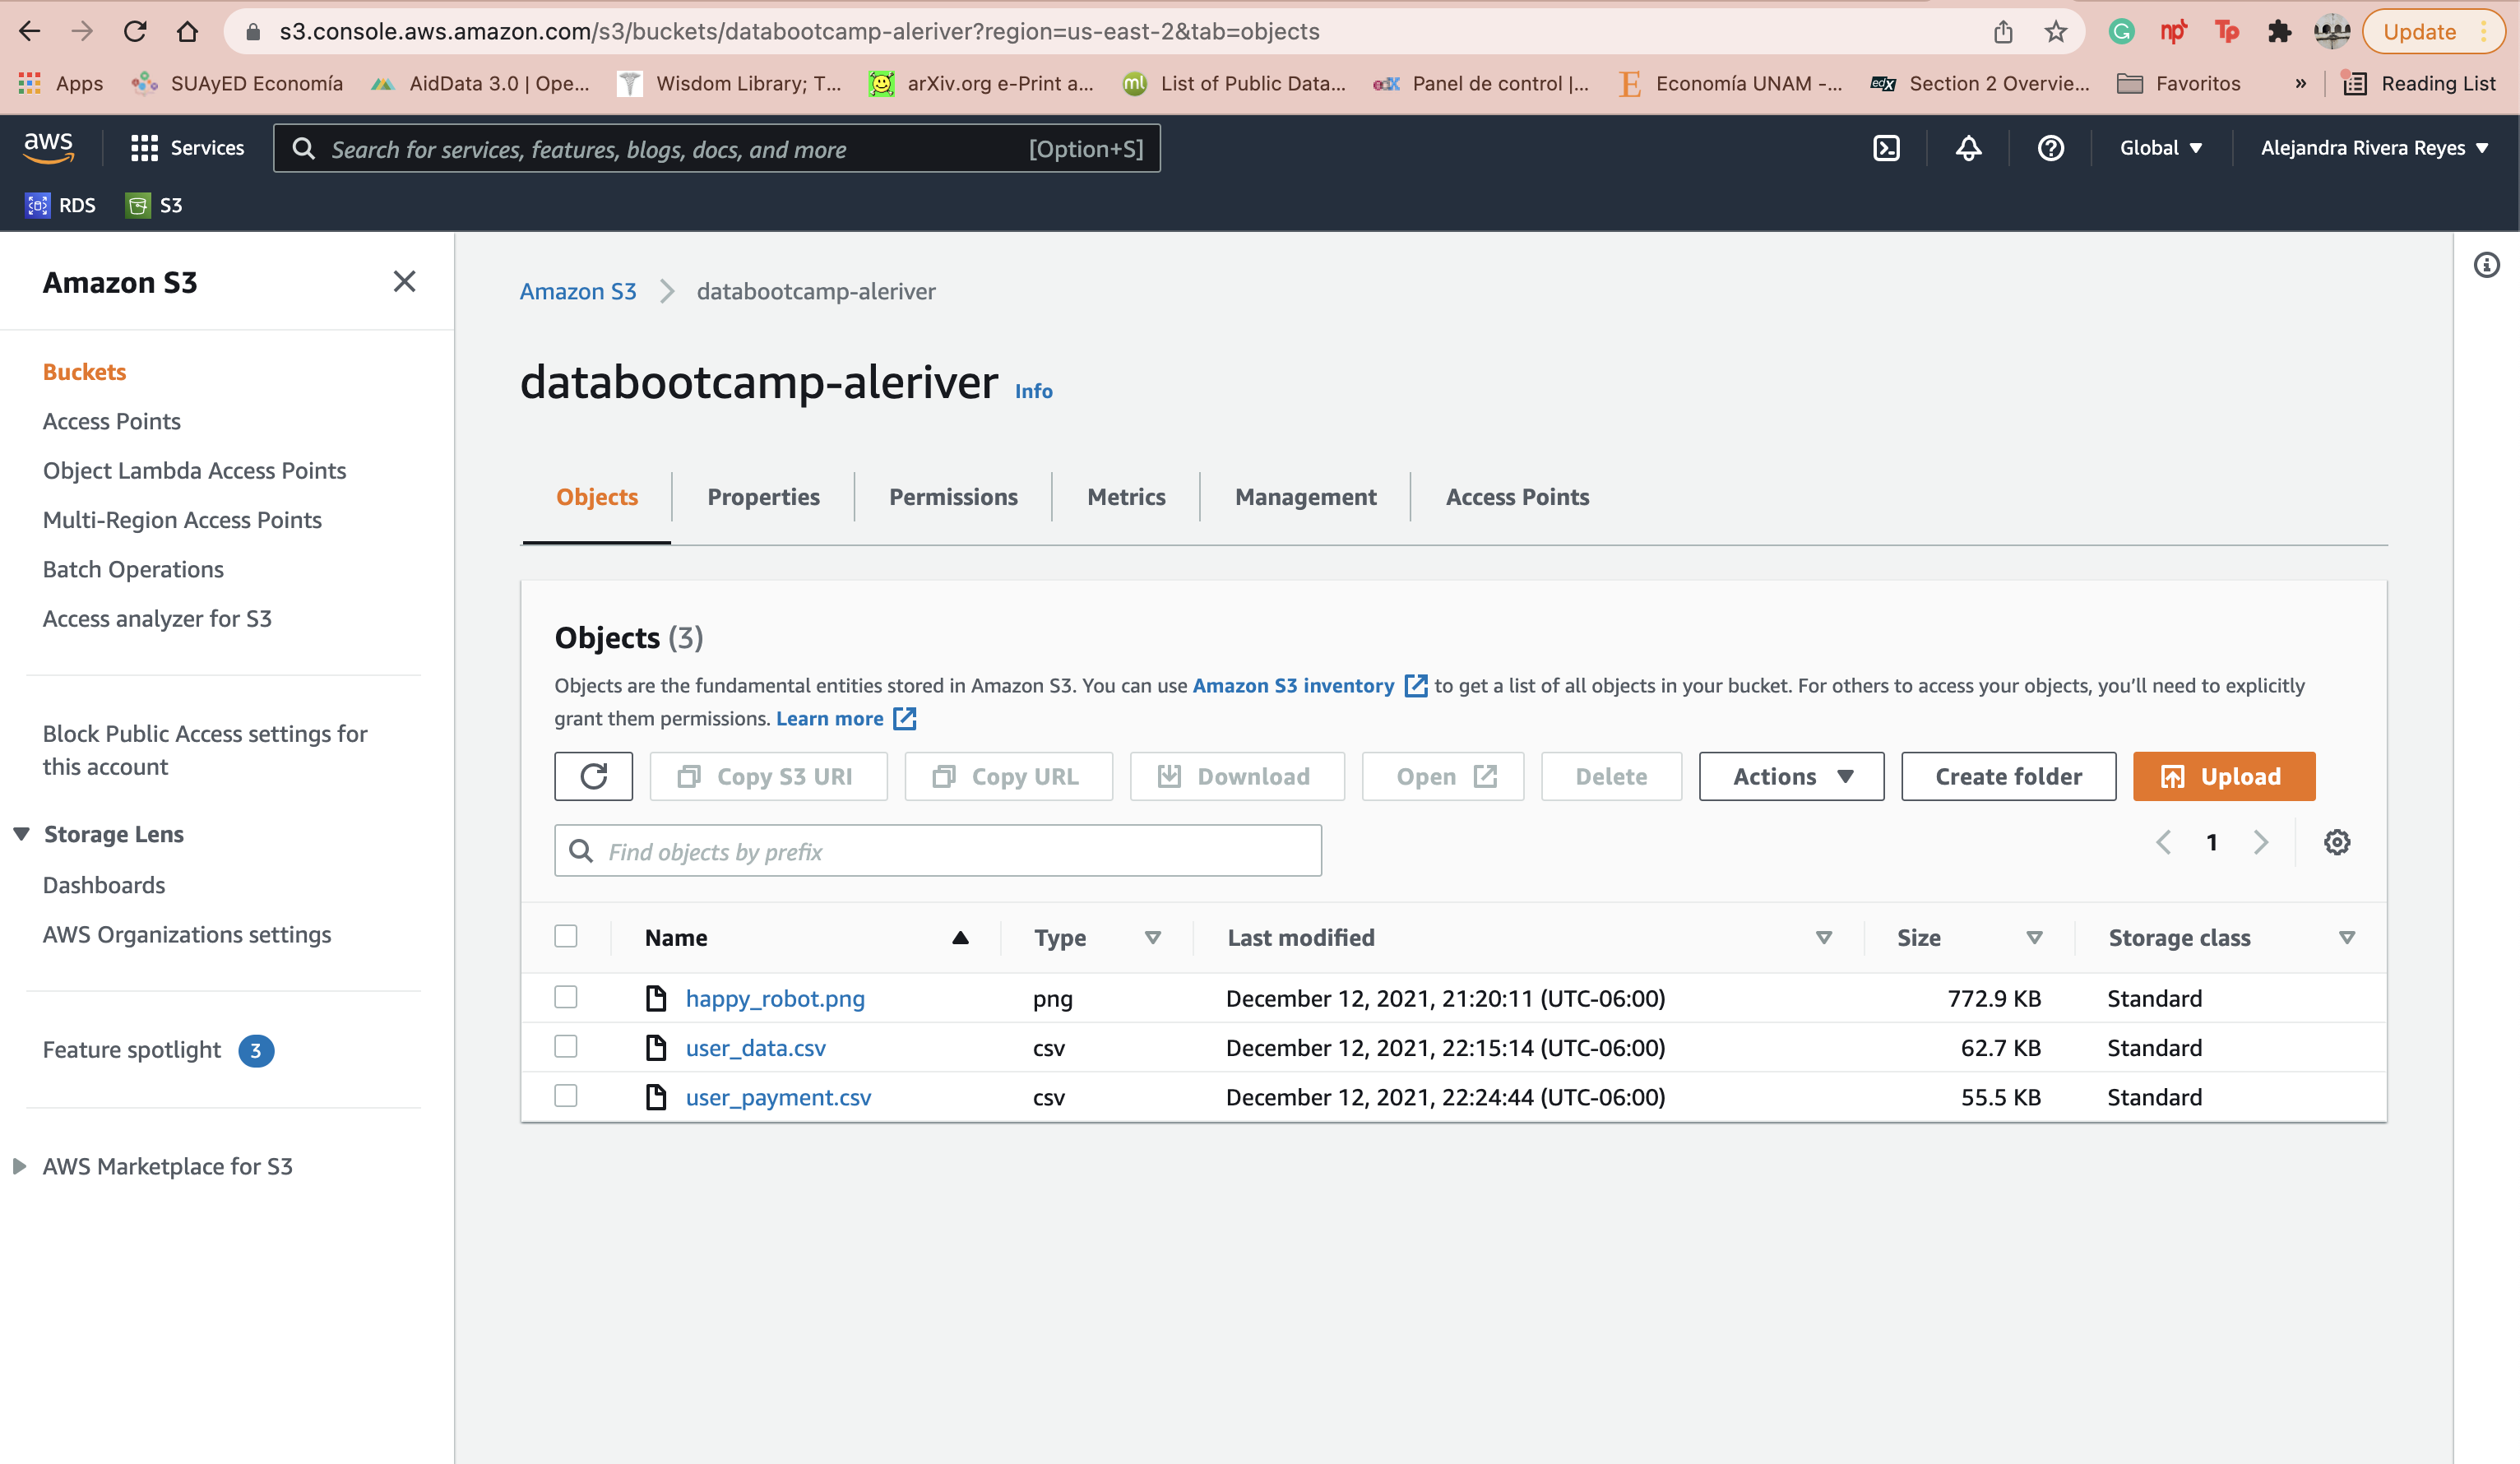 s3.console.aws.amazon.com/s3/buckets/databootcamp-aleriver?region=us-east-2&tab=objects
Update
Apps
SUAyED Economía
AidData 3.0 | Ope...
Wisdom Library; T...
arXiv.org e-Print a...
ml List of Public Data...
edX Panel de control |...
E Economía UNAM -...
edX Section 2 Overvie...
Favoritos
»
Reading List
aws
Services
Search for services, features, blogs, docs, and more
[Option+S]
Global
Alejandra Rivera Reyes
RDS
S3
Amazon S3
Buckets
Access Points
Object Lambda Access Points
Multi-Region Access Points
Batch Operations
Access analyzer for S3
Block Public Access settings for
this account
Storage Lens
Dashboards
AWS Organizations settings
Feature spotlight 3
AWS Marketplace for S3
Amazon S3 > databootcamp-aleriver
databootcamp-aleriver Info
Objects Properties Permissions Metrics Management Access Points
Objects (3)
Objects are the fundamental entities stored in Amazon S3. You can use Amazon S3 inventory to get a list of all objects in your bucket. For others to access your objects, you’ll need to explicitly
grant them permissions. Learn more
Copy S3 URI Copy URL Download Open Delete Actions Create folder Upload
Find objects by prefix
1
Name Type Last modified Size Storage class
happy_robot.png png December 12, 2021, 21:20:11 (UTC-06:00) 772.9 KB Standard
user_data.csv csv December 12, 2021, 22:15:14 (UTC-06:00) 62.7 KB Standard
user_payment.csv csv December 12, 2021, 22:24:44 (UTC-06:00) 55.5 KB Standard